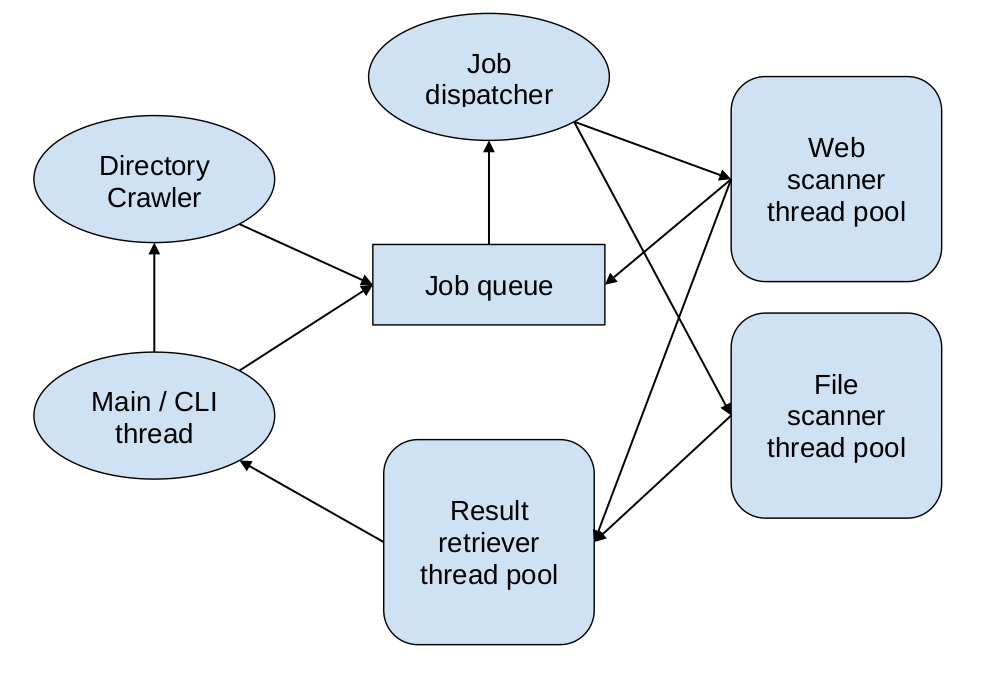 Job
dispatcher
Directory
Crawler
Web
scanner
thread pool
Job queue
Main / CLI
thread
File
scanner
thread pool
Result
retriever
thread pool